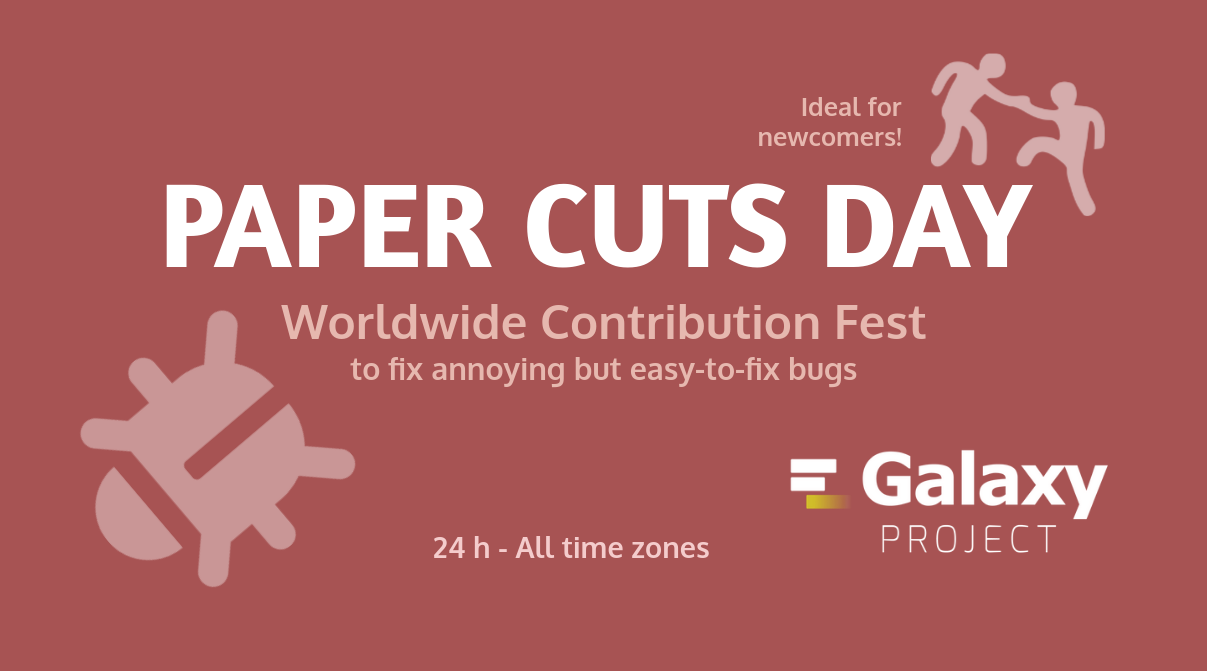 Ideal for
newcomers!
PAPER CUTS DAY
Worldwide Contribution Fest
to fix annoying but easy-to-fix bugs
Galaxy
PROJECT
24 h - All time zones